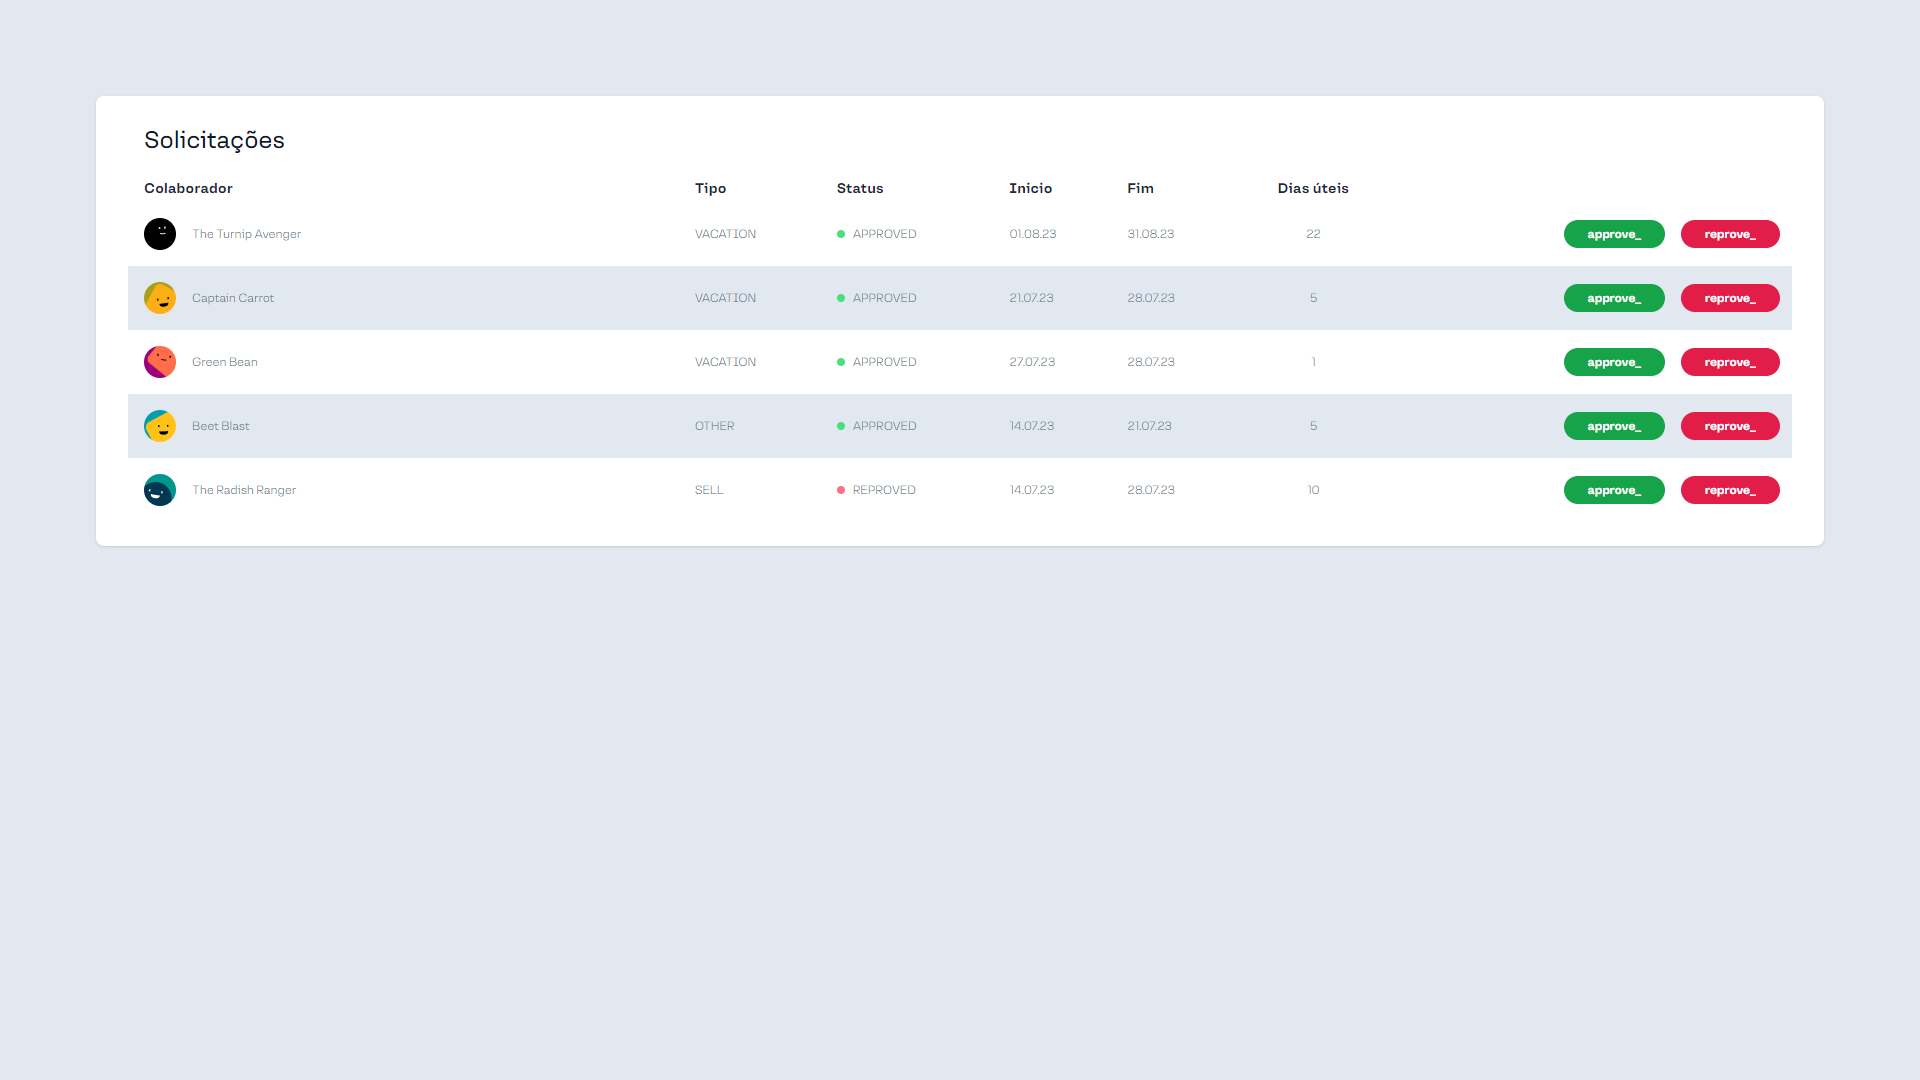 Solicitações
Colaborador Tipo Status Inicio Fim Dias úteis
The Turnip Avenger VACATION APPROVED 01.08.23 31.08.23 22 approve_ reprove_
Captain Carrot VACATION APPROVED 21.07.23 28.07.23 5 approve_ reprove_
Green Bean VACATION APPROVED 27.07.23 28.07.23 1 approve_ reprove_
Beet Blast OTHER APPROVED 14.07.23 21.07.23 5 approve_ reprove_
The Radish Ranger SELL REPROVED 14.07.23 28.07.23 10 approve_ reprove_